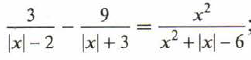 3/(|x| − 2) − 9/(|x| + 3) = x²/(x² + |x| − 6);